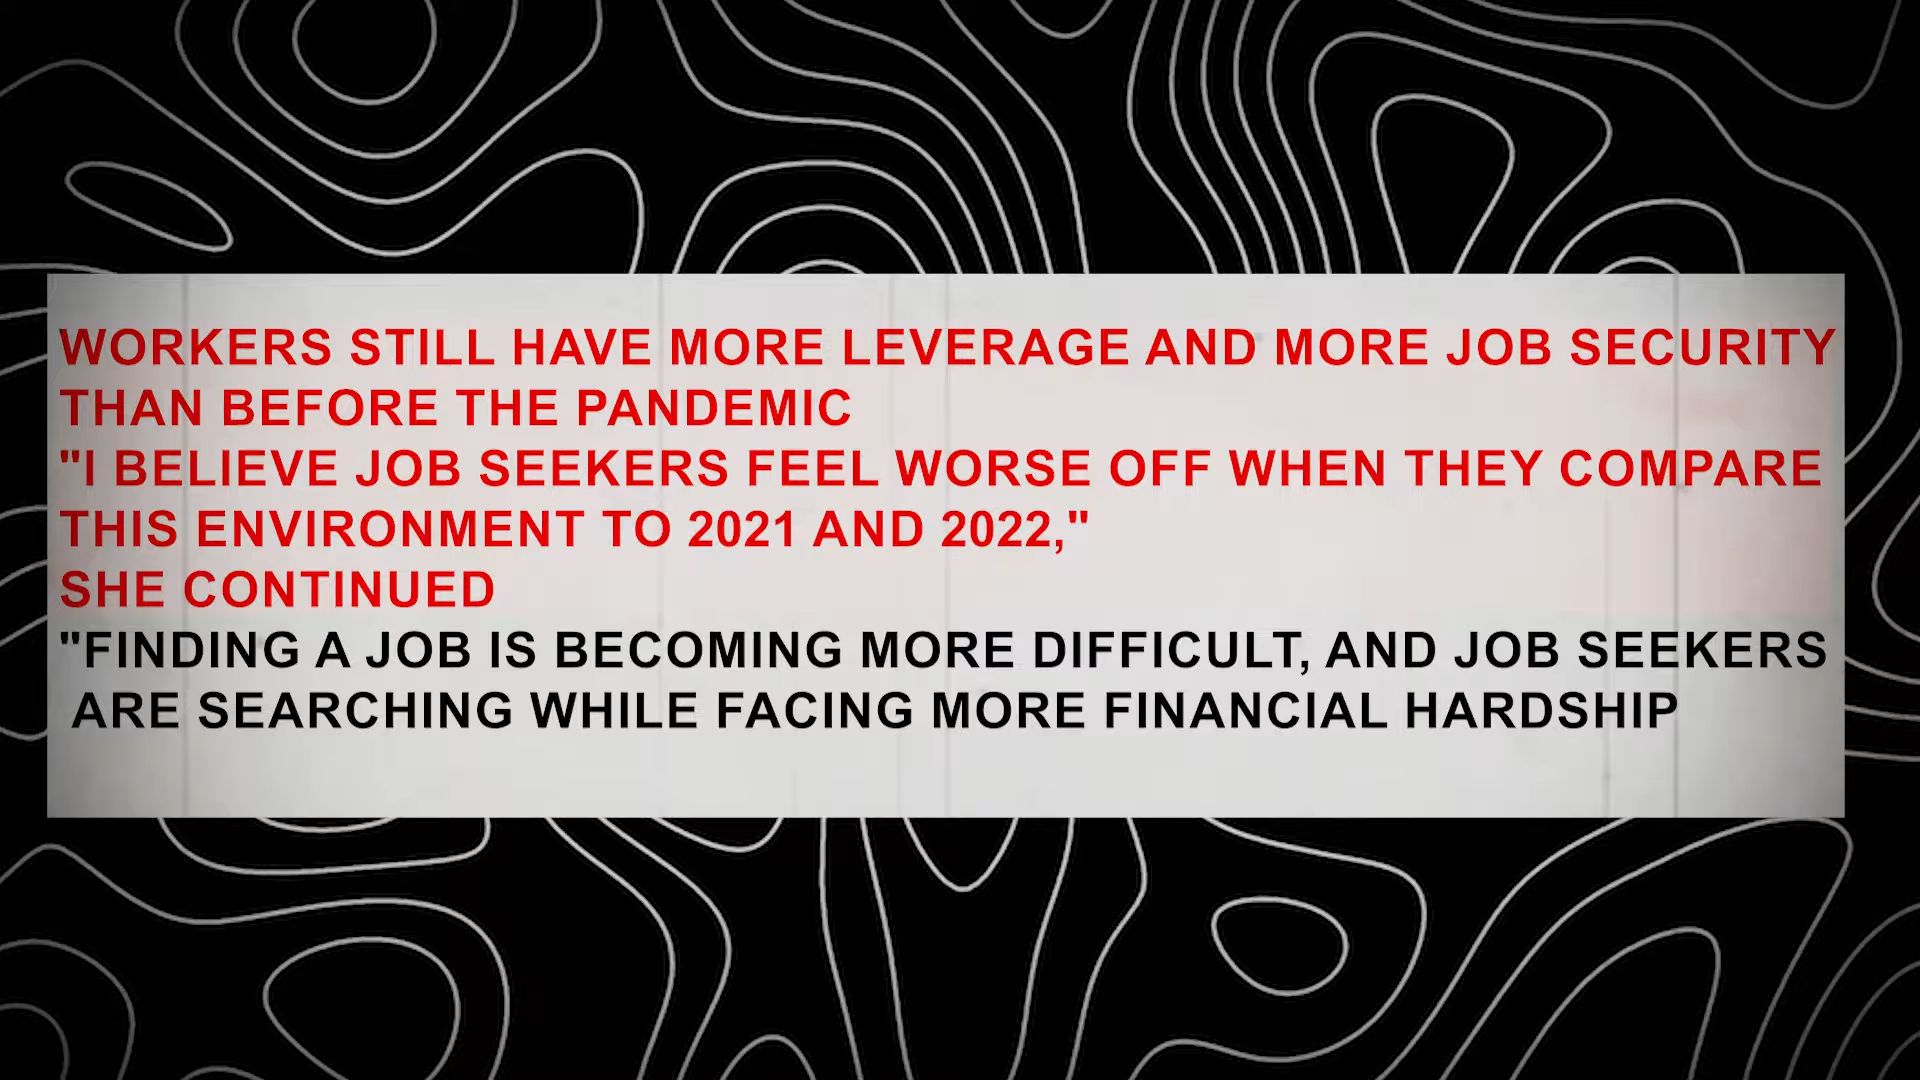 WORKERS STILL HAVE MORE LEVERAGE AND MORE JOB SECURITY
THAN BEFORE THE PANDEMIC
"I BELIEVE JOB SEEKERS FEEL WORSE OFF WHEN THEY COMPARE
THIS ENVIRONMENT TO 2021 AND 2022,"
SHE CONTINUED
"FINDING A JOB IS BECOMING MORE DIFFICULT, AND JOB SEEKERS
ARE SEARCHING WHILE FACING MORE FINANCIAL HARDSHIP